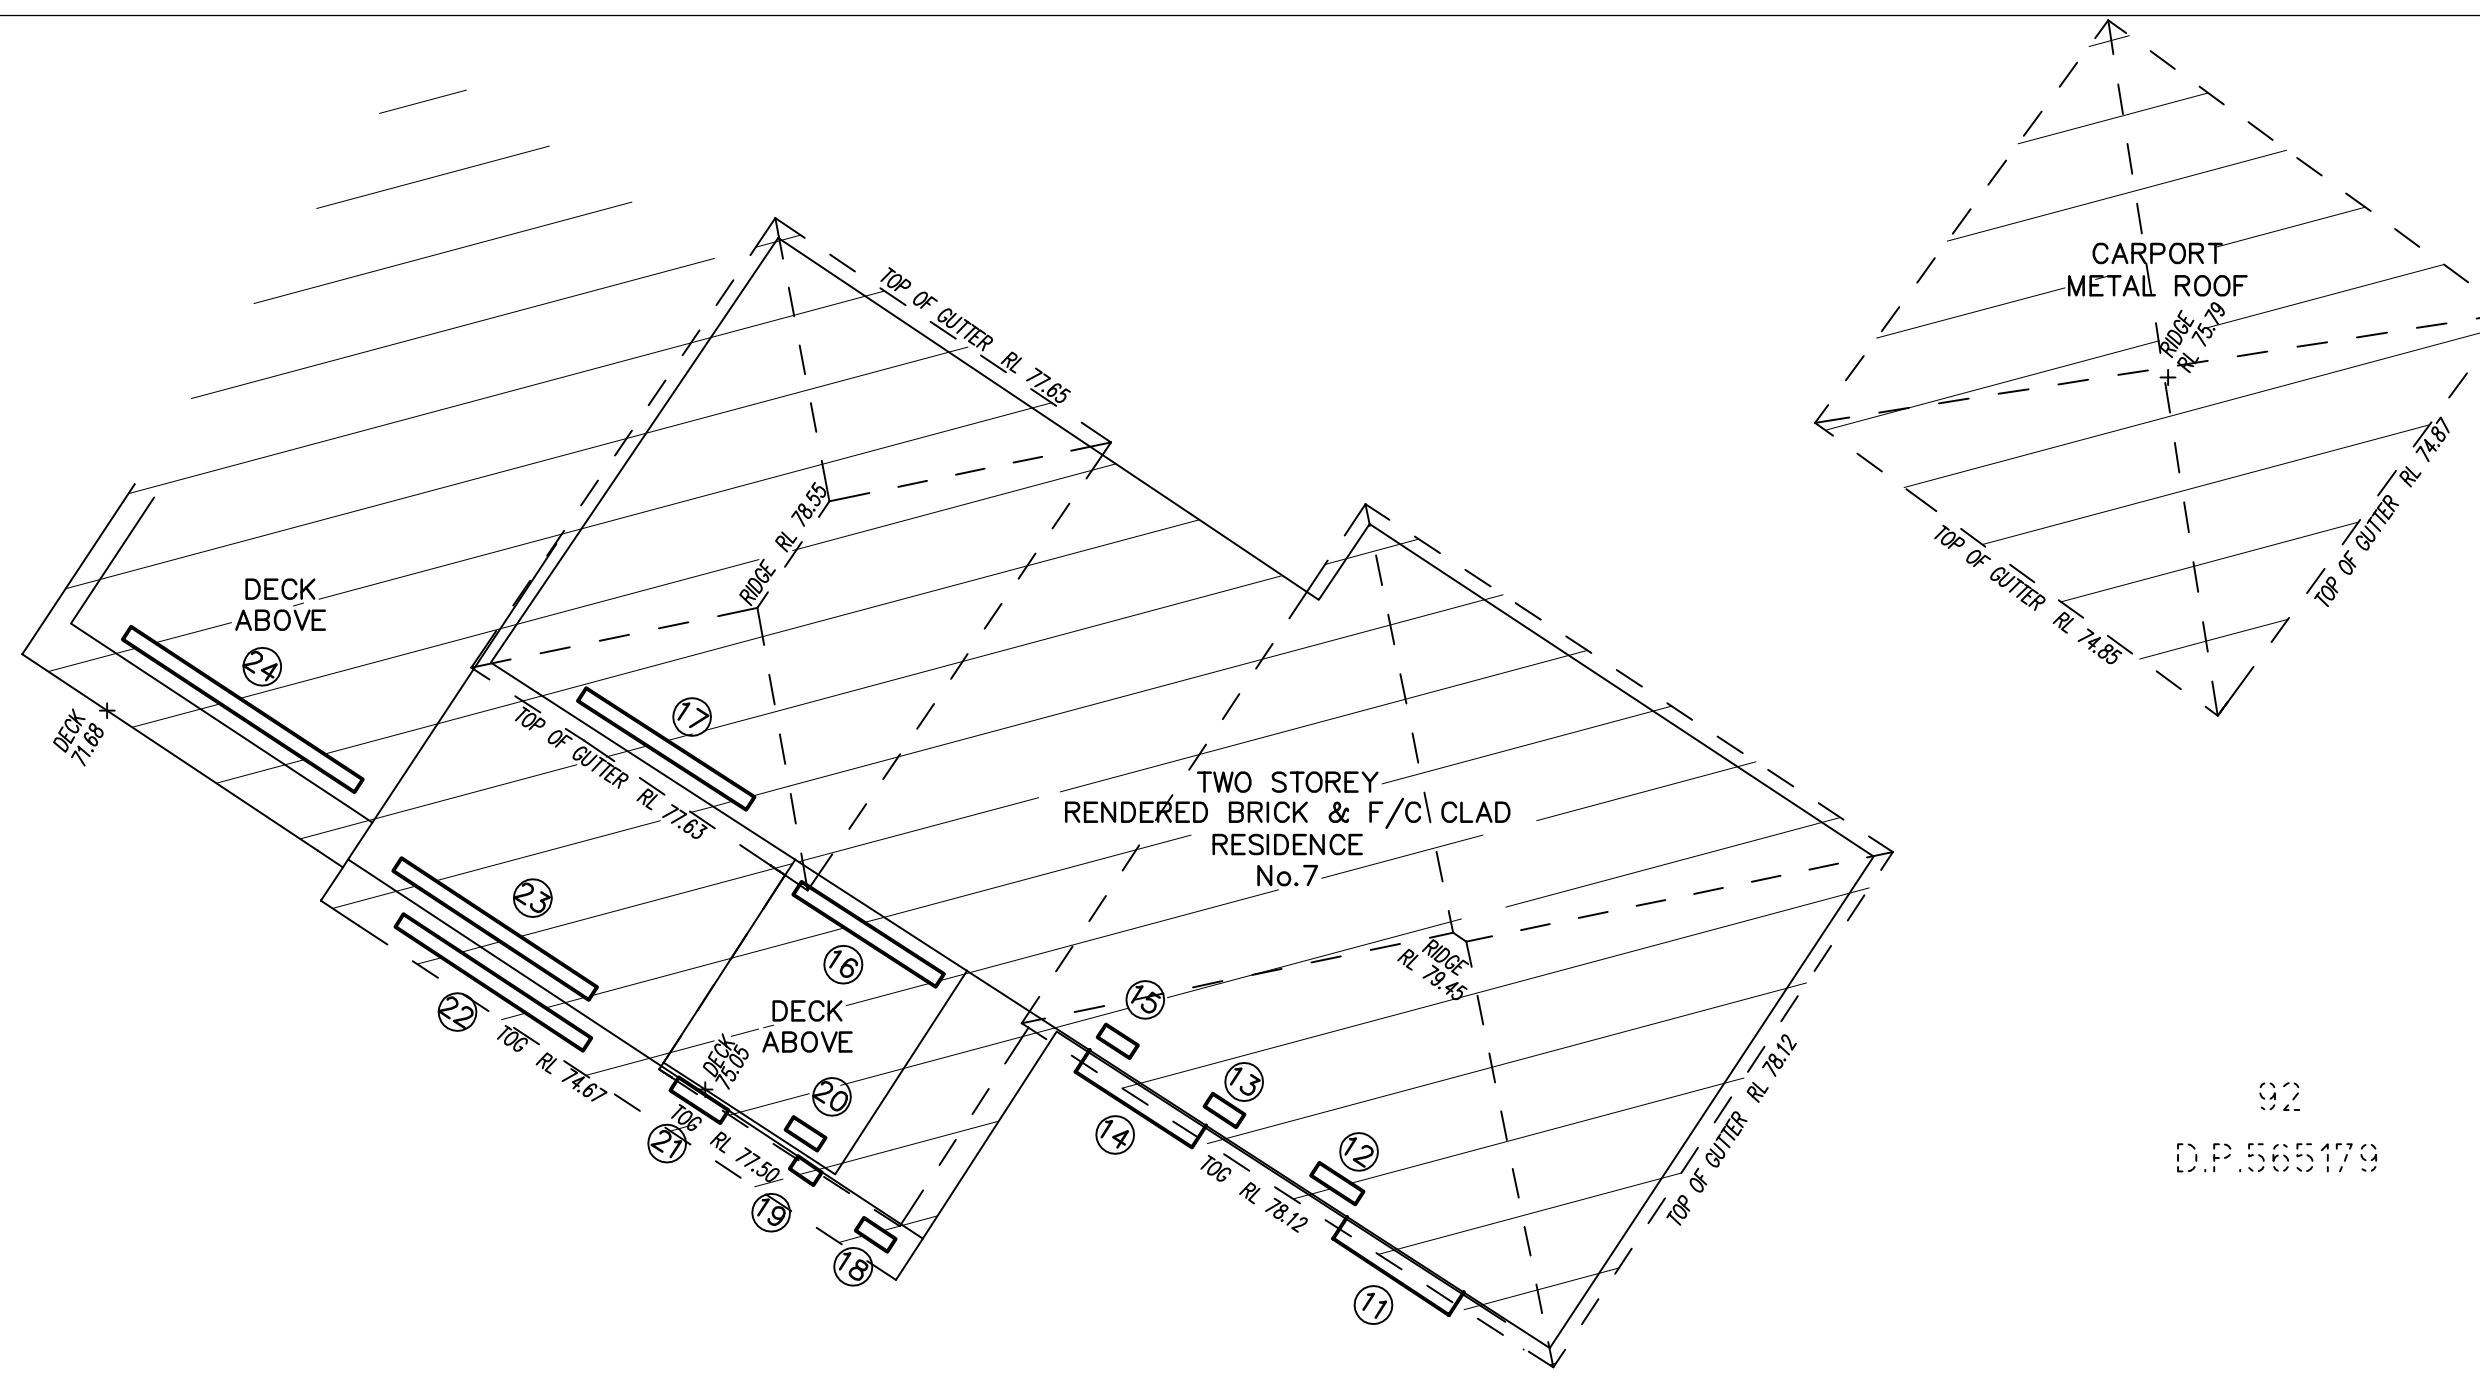 CARPORT
METAL ROOF
RIDGE
RL 75.79
TOP OF GUTTER RL 74.87
TOP OF GUTTER RL 74.85
TOP OF GUTTER RL 77.65
RIDGE RL 78.55
DECK
ABOVE
24
DECK
71.68
17
TOP OF GUTTER RL 77.63
TWO STOREY
RENDERED BRICK & F/C CLAD
RESIDENCE
No.7
23
22
TOG RL 74.67
16
DECK
ABOVE
DECK
75.05
RIDGE
RL 79.45
15
20
21
TOG RL 77.50
19
18
13
14
12
TOG RL 78.12
11
TOP OF GUTTER RL 78.12
92
D.P.565179